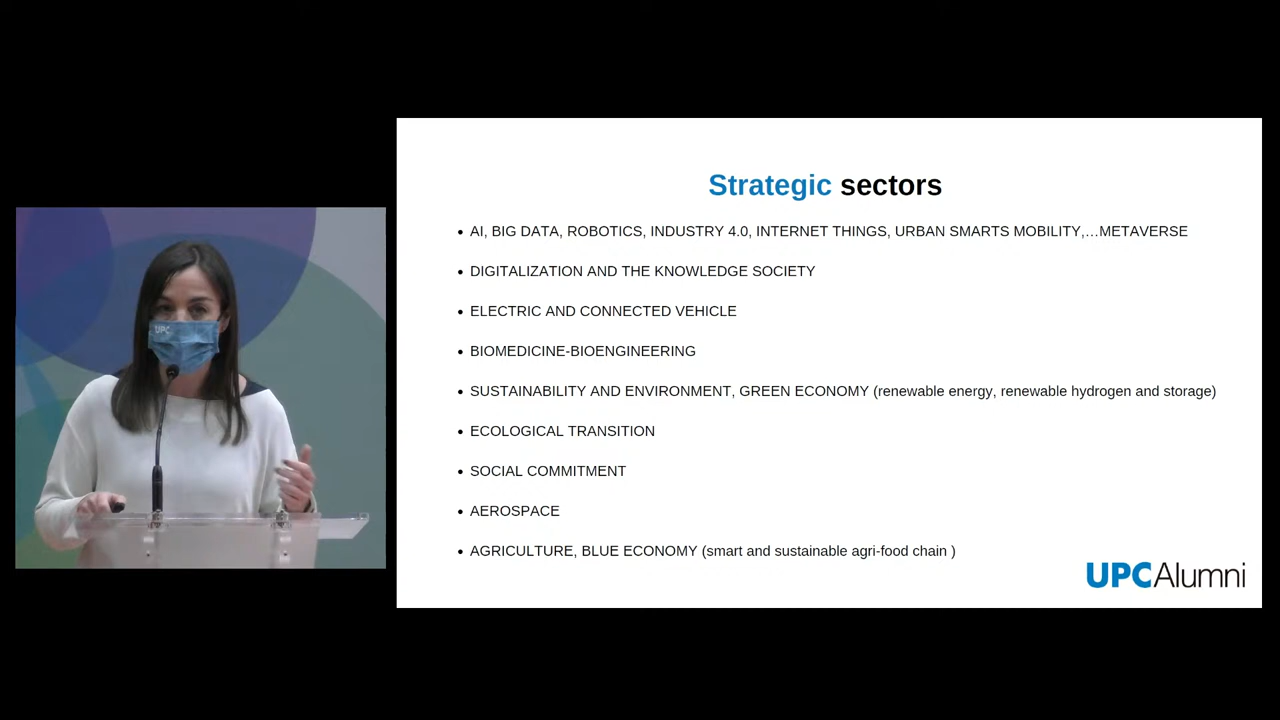 Strategic sectors
• AI, BIG DATA, ROBOTICS, INDUSTRY 4.0, INTERNET THINGS, URBAN SMARTS MOBILITY,...METAVERSE
• DIGITALIZATION AND THE KNOWLEDGE SOCIETY
• ELECTRIC AND CONNECTED VEHICLE
• BIOMEDICINE-BIOENGINEERING
• SUSTAINABILITY AND ENVIRONMENT, GREEN ECONOMY (renewable energy, renewable hydrogen and storage)
• ECOLOGICAL TRANSITION
• SOCIAL COMMITMENT
• AEROSPACE
• AGRICULTURE, BLUE ECONOMY (smart and sustainable agri-food chain )
UPCAlumni
UPC